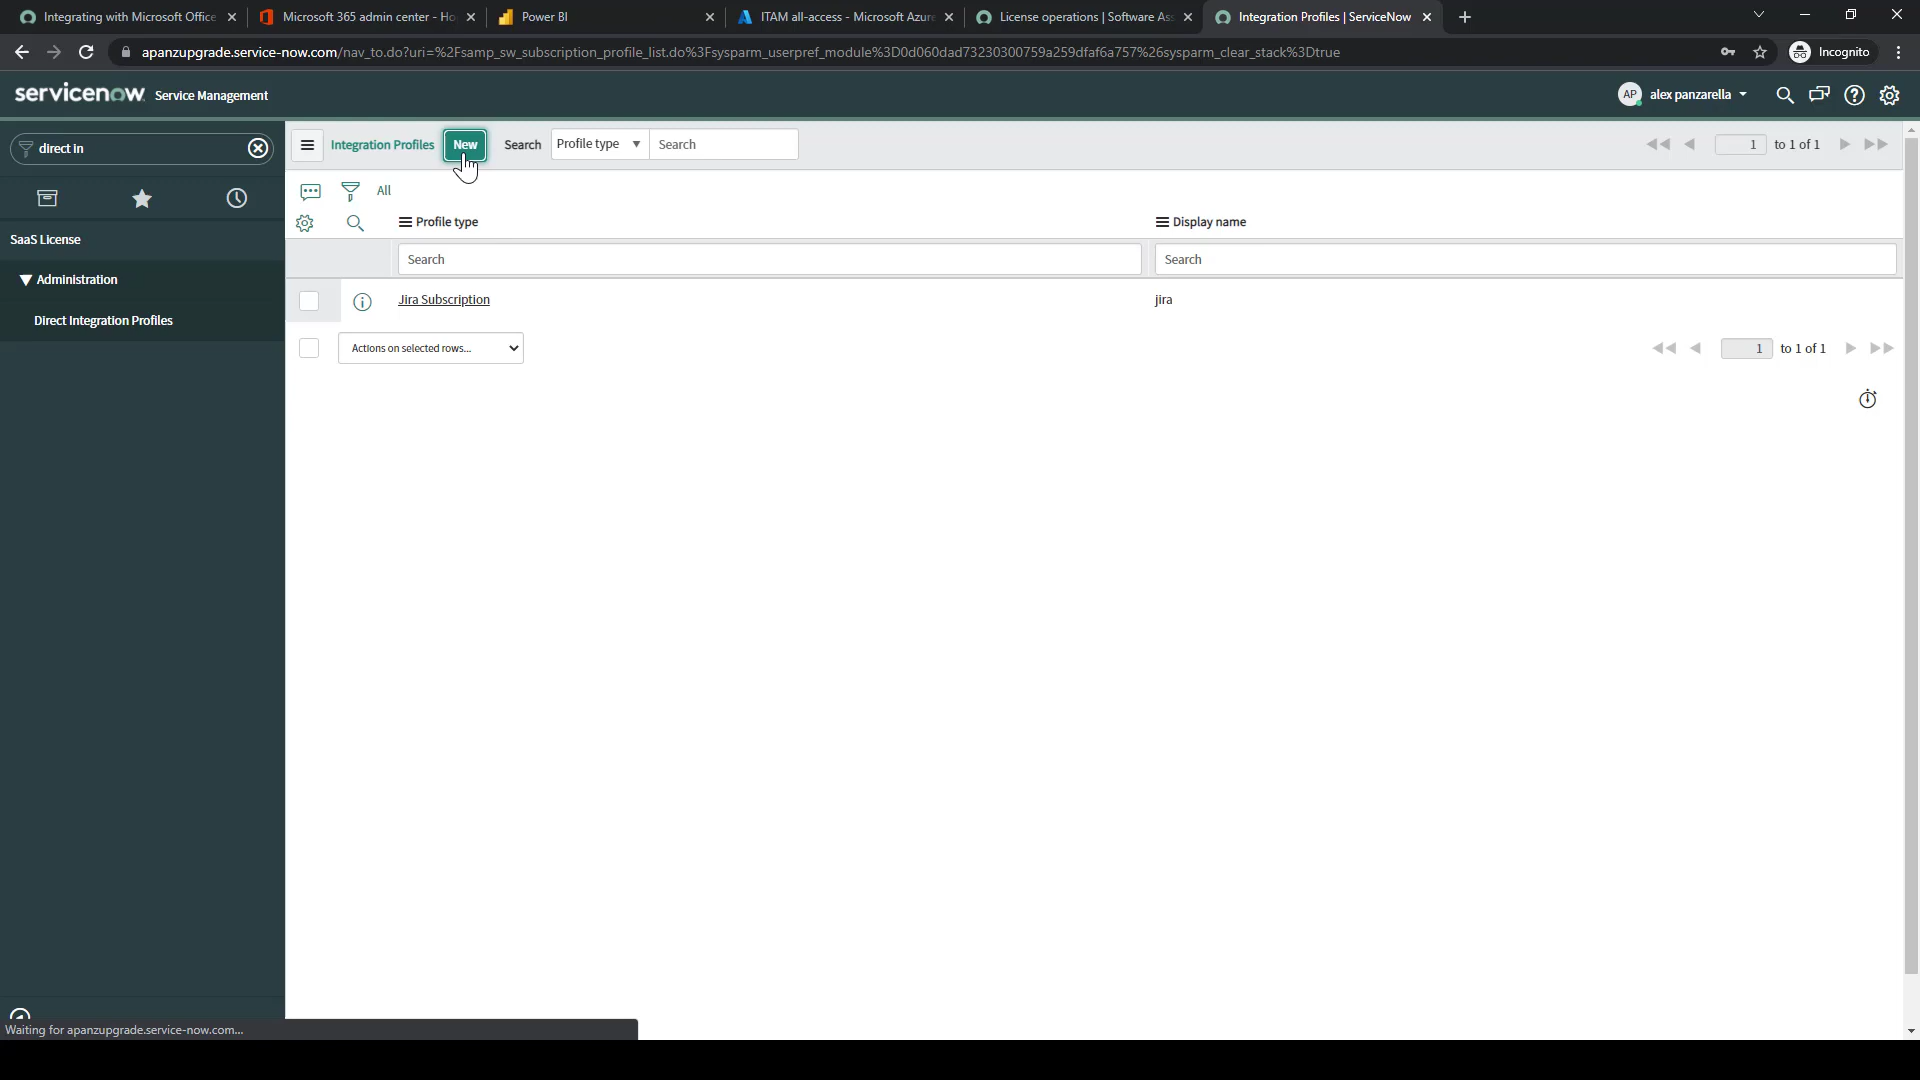 Integrating with Microsoft Office
Microsoft 365 admin center - Ho
Power BI
ITAM all-access - Microsoft Azure
License operations | Software Ass
Integration Profiles | ServiceNow
apanzupgrade.service-now.com/nav_to.do?uri=%2Fsamp_sw_subscription_profile_list.do%3Fsysparm_userpref_module%3D0d060dad73230300759a259dfaf6a757%26sysparm_clear_stack%3Dtrue
Incognito
servicenow Service Management
AP alex panzarella
direct in
Integration Profiles New Search Profile type Search
1 to 1 of 1
All
Profile type Display name
SaaS License
Search Search
Administration
Jira Subscription jira
Direct Integration Profiles
Actions on selected rows...
1 to 1 of 1
Waiting for apanzupgrade.service-now.com...